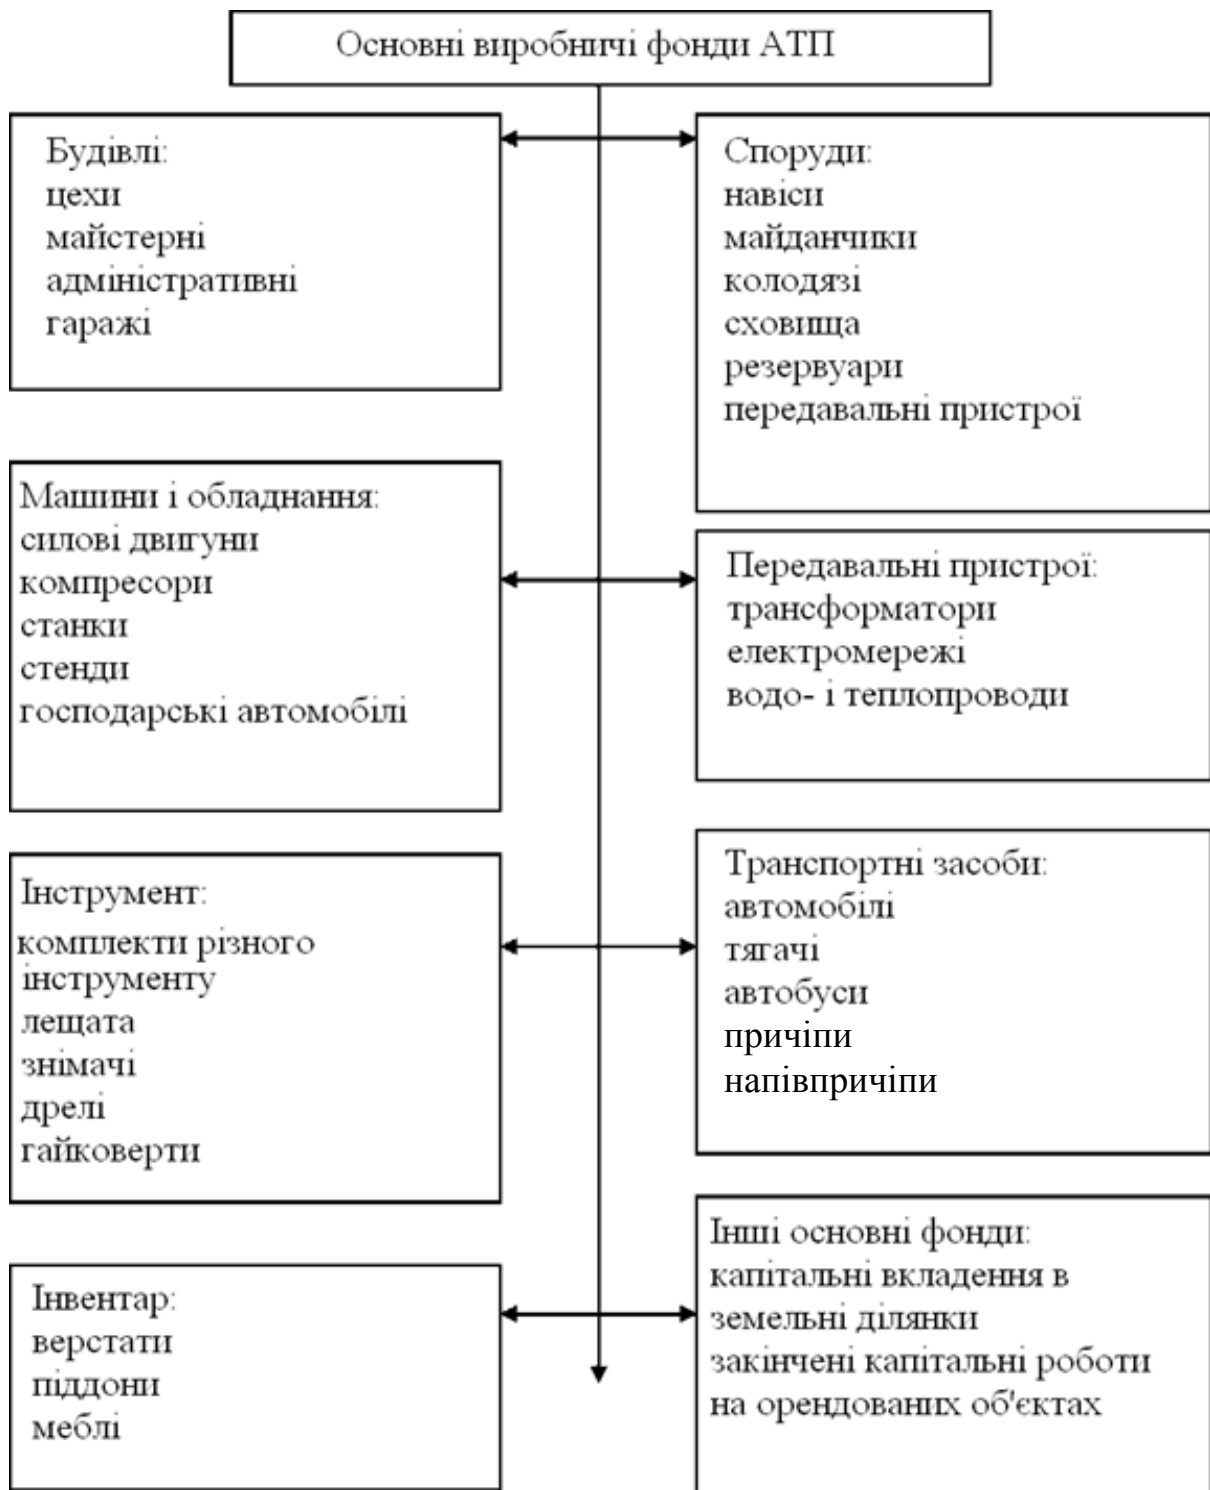 Основні виробничі фонди АТП
Будівлі:
цехи
майстерні
адміністративні
гаражі
Споруди:
навіси
майданчики
колодязі
сховища
резервуари
передавальні пристрої
Машини і обладнання:
силові двигуни
компресори
станки
стенди
господарські автомобілі
Передавальні пристрої:
трансформатори
електромережі
водо- і теплопроводи
Інструмент:
комплекти різного
інструменту
лещата
знімачі
дрелі
гайковерти
Транспортні засоби:
автомобілі
тягачі
автобуси
причіпи
напівпричіпи
Інвентар:
верстати
піддони
меблі
Інші основні фонди:
капітальні вкладення в
земельні ділянки
закінчені капітальні роботи
на орендованих об'єктах